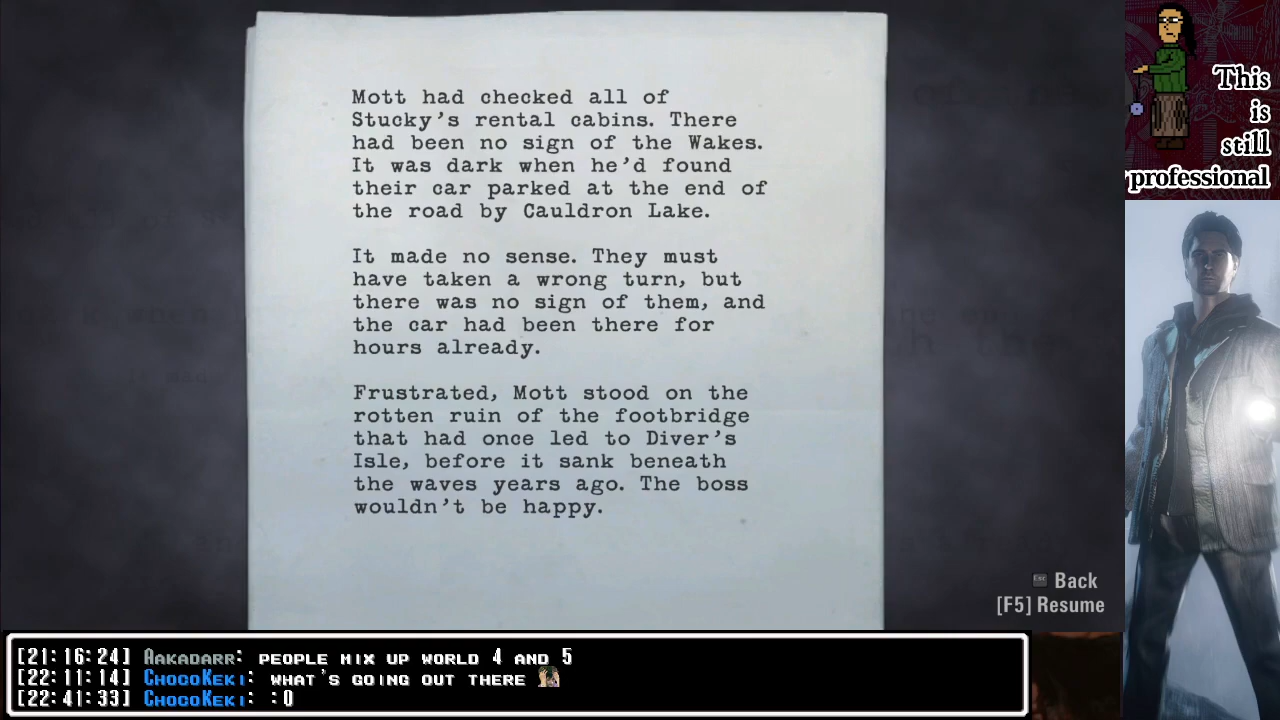 Mott had checked all of
Stucky's rental cabins. There
had been no sign of the Wakes.
It was dark when he'd found
their car parked at the end of
the road by Cauldron Lake.
It made no sense. They must
have taken a wrong turn, but
there was no sign of them, and
the car had been there for
hours already.
Frustrated, Mott stood on the
rotten ruin of the footbridge
that had once led to Diver's
Isle, before it sank beneath
the waves years ago. The boss
wouldn't be happy.
Esc Back
[F5] Resume
This
is
still
professional
[21:16:24] Aakadarr: people mix up world 4 and 5
[22:11:14] ChocoKeki: what's going out there
[22:41:33] ChocoKeki: :O